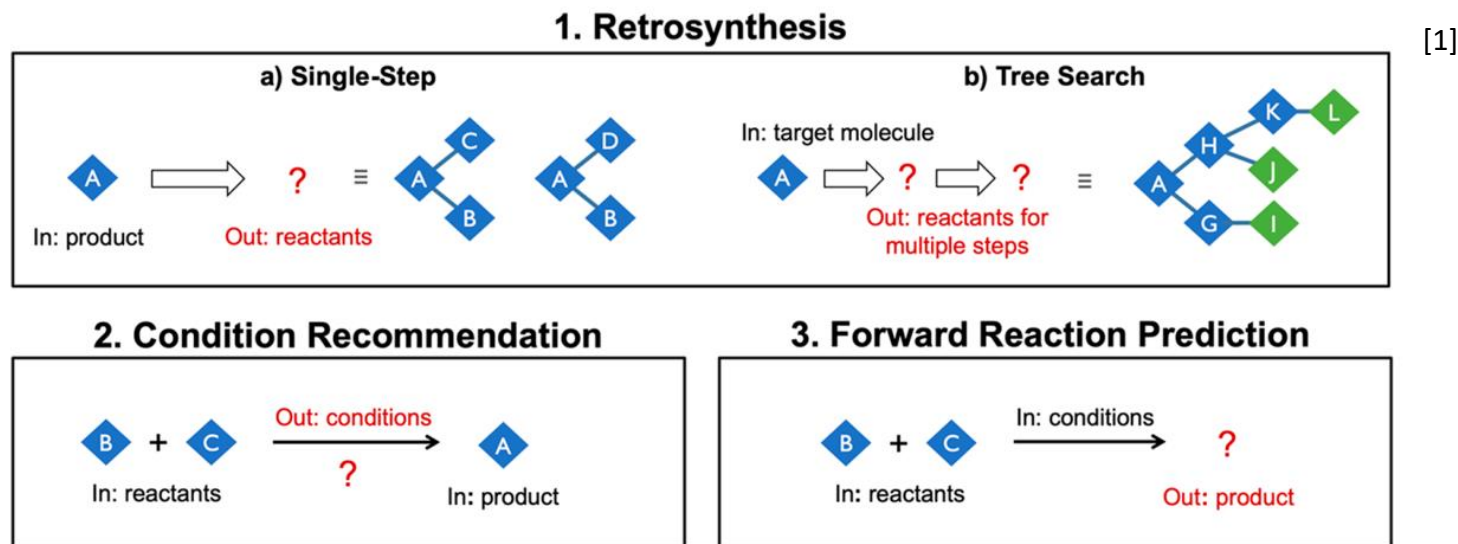 1. Retrosynthesis
[1]
a) Single-Step
A
?
≡
C
A
B
D
A
B
In: product
Out: reactants
b) Tree Search
In: target molecule
A
?
?
Out: reactants for
multiple steps
≡
K
L
H
A
J
G
I
2. Condition Recommendation
B + C
Out: conditions
?
A
In: reactants
In: product
3. Forward Reaction Prediction
B + C
In: conditions
?
In: reactants
Out: product